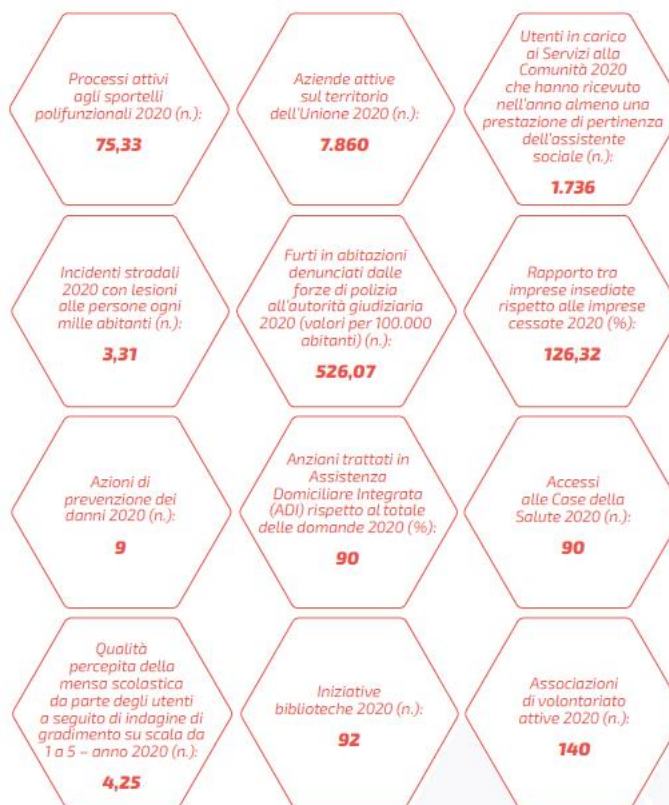 Processi attivi
agli sportelli
polifunzionali 2020 (n.):
75,33
Aziende attive
sul territorio
dell'Unione 2020 (n.):
7.860
Utenti in carico
ai Servizi alla
Comunità 2020
che hanno ricevuto
nell'anno almeno una
prestazione di pertinenza
dell'assistente
sociale (n.):
1.736
Incidenti stradali
2020 con lesioni
alle persone ogni
mille abitanti (n.):
3,31
Furti in abitazioni
denunciati dalle
forze di polizia
all'autorità giudiziaria
2020 (valori per 100.000
abitanti) (n.):
526,07
Rapporto tra
imprese insediate
rispetto alle imprese
cessate 2020 (%):
126,32
Azioni di
prevenzione dei
danni 2020 (n.):
9
Anziani trattati in
Assistenza
Domiciliare Integrata
(ADI) rispetto al totale
delle domande 2020 (%):
90
Accessi
alle Case della
Salute 2020 (n.):
90
Qualità
percepita della
mensa scolastica
da parte degli utenti
a seguito di indagine di
gradimento su scala da
1 a 5 – anno 2020 (n.):
4,25
Iniziative
biblioteche 2020 (n.):
92
Associazioni
di volontariato
attive 2020 (n.):
140